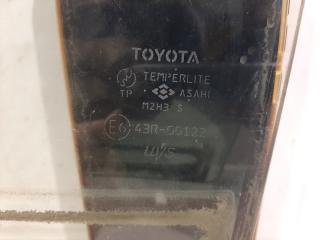 TOYOTA
TEMPERLITE
TP ASAHI
M2H3 S
E6 43R-00122